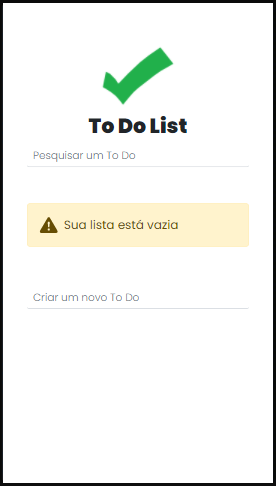 To Do List
Pesquisar um To Do
Sua lista está vazia
Criar um novo To Do